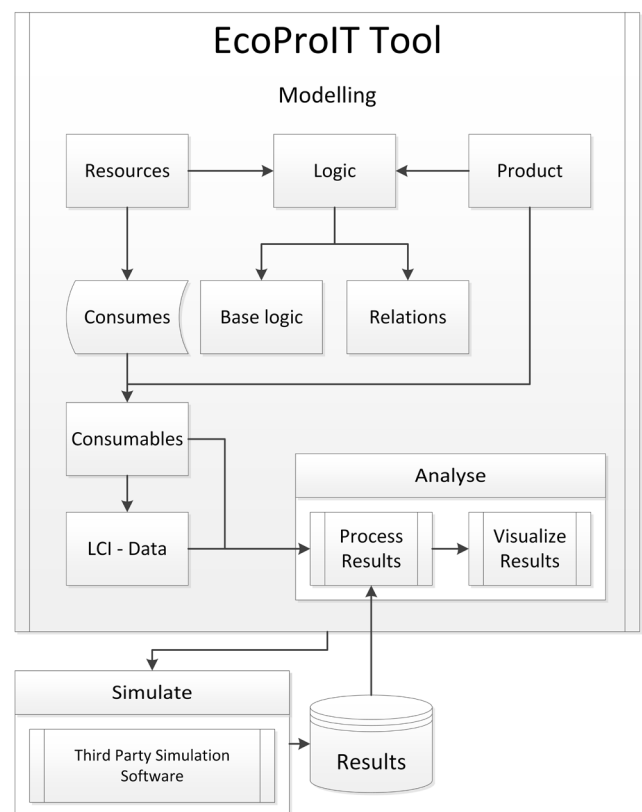 EcoProIT Tool
Modelling
Resources
Logic
Product
Consumes
Base logic
Relations
Consumables
Analyse
LCI - Data
Process
Results
Visualize
Results
Simulate
Third Party Simulation
Software
Results